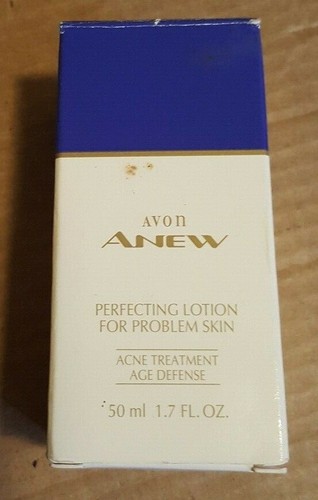 AVON
ANEW
PERFECTING LOTION
FOR PROBLEM SKIN
ACNE TREATMENT
AGE DEFENSE
50 ml 1.7 FL. OZ.